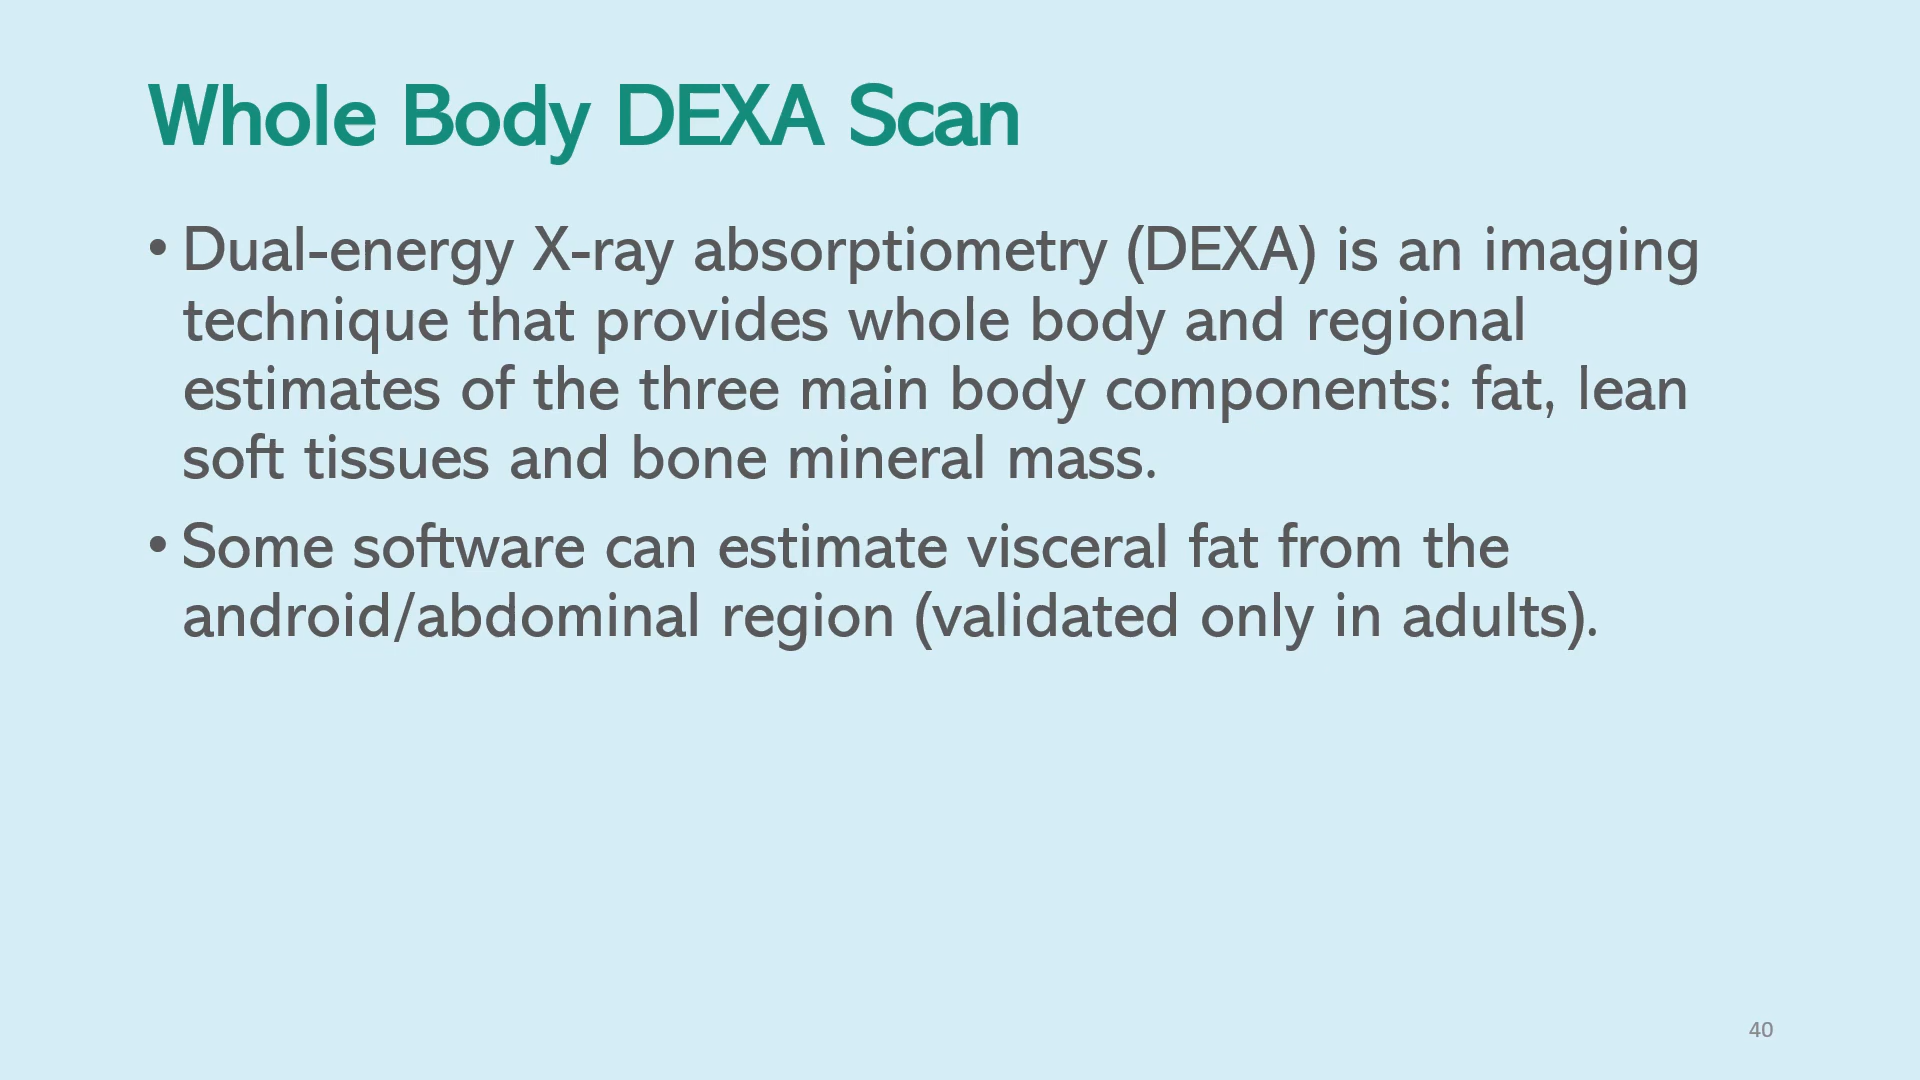 Whole Body DEXA Scan
• Dual-energy X-ray absorptiometry (DEXA) is an imaging
technique that provides whole body and regional
estimates of the three main body components: fat, lean
soft tissues and bone mineral mass.
• Some software can estimate visceral fat from the
android/abdominal region (validated only in adults).
40